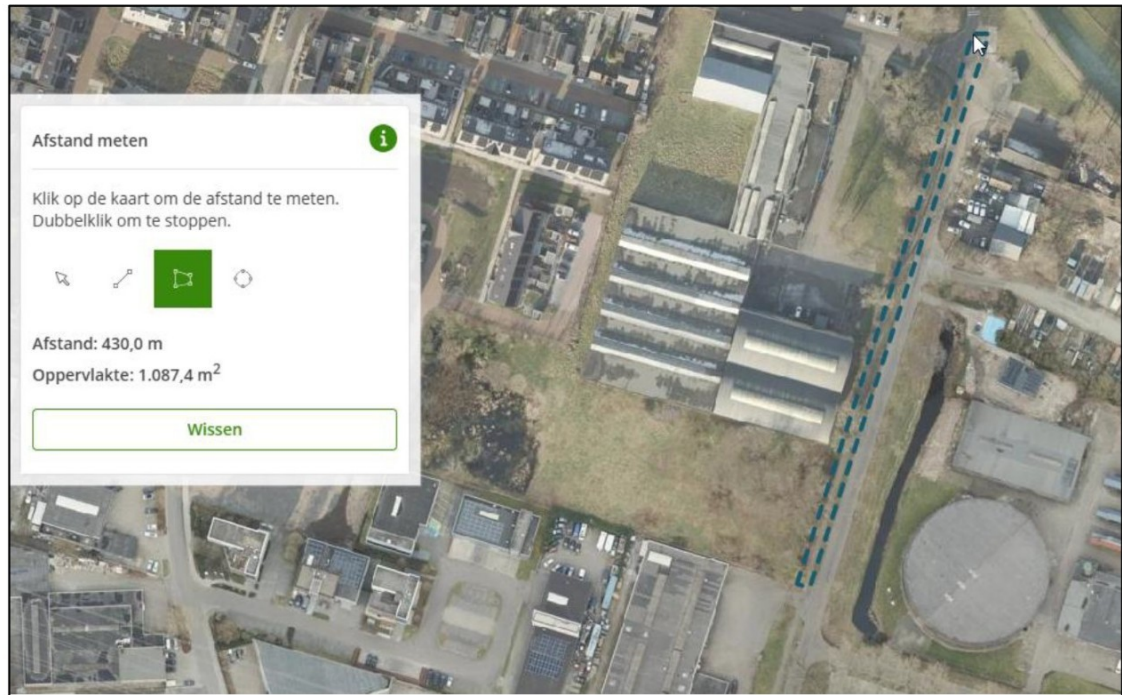 Afstand meten
i
Klik op de kaart om de afstand te meten.
Dubbelklik om te stoppen.
Afstand: 430,0 m
Oppervlakte: 1.087,4 m²
Wissen